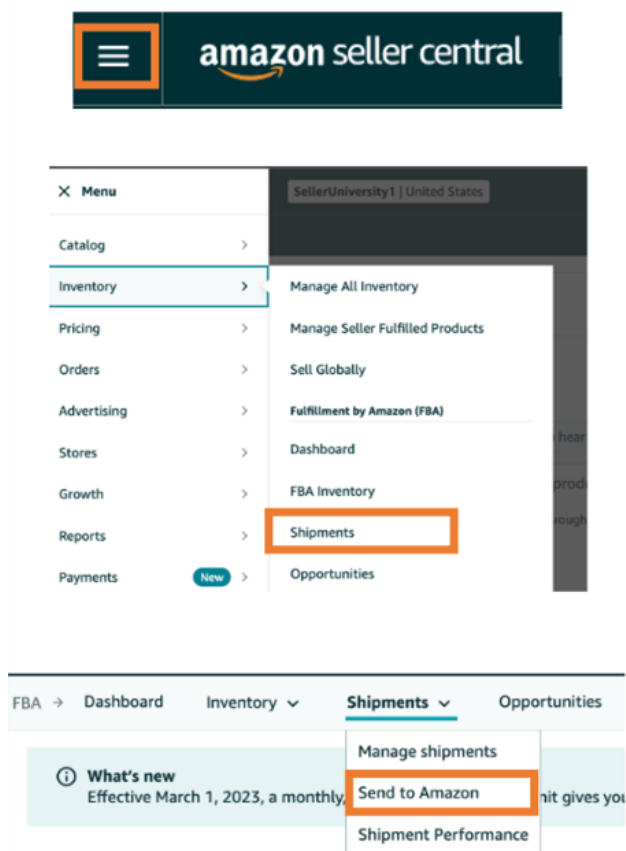 amazon seller central
Menu
SellerUniversity1 | United States
Catalog
Inventory
Manage All Inventory
Pricing
Manage Seller Fulfilled Products
Orders
Sell Globally
Advertising
Fulfillment by Amazon (FBA)
Stores
Dashboard
hear
Growth
FBA Inventory
produ
Reports
Shipments
rough
Payments
New
Opportunities
FBA → Dashboard Inventory Shipments Opportunities
Manage shipments
What's new
Effective March 1, 2023, a monthly, Send to Amazon nit gives you
Shipment Performance